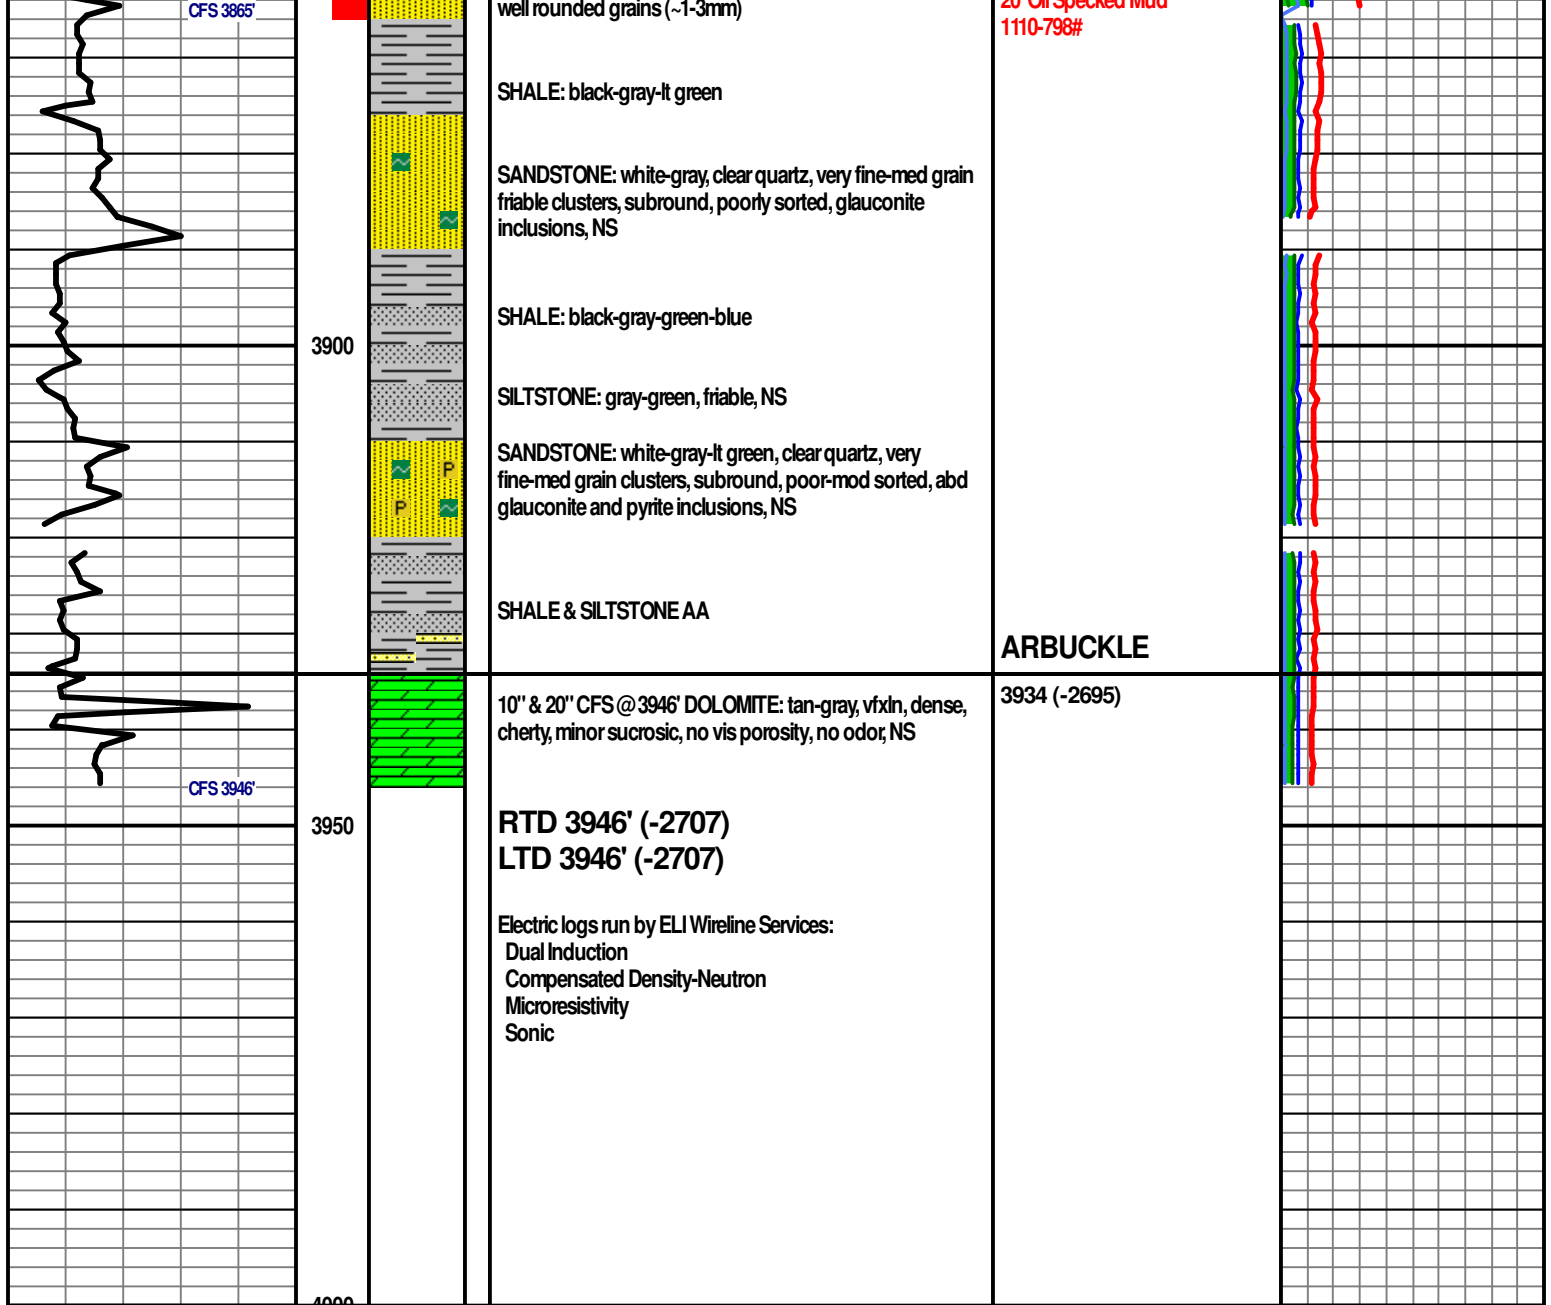 CFS 3865'
well rounded grains (~1-3mm)
20' Oil Specked Mud
1110-798#
SHALE: black-gray-lt green
SANDSTONE: white-gray, clear quartz, very fine-med grain
friable clusters, subround, poorly sorted, glauconite
inclusions, NS
SHALE: black-gray-green-blue
3900
SILTSTONE: gray-green, friable, NS
SANDSTONE: white-gray-lt green, clear quartz, very
fine-med grain clusters, subround, poor-mod sorted, abd
glauconite and pyrite inclusions, NS
P
P
SHALE & SILTSTONE AA
ARBUCKLE
3934 (-2695)
10" & 20" CFS @ 3946' DOLOMITE: tan-gray, vfxln, dense,
cherty, minor sucrosic, no vis porosity, no odor, NS
CFS 3946'
3950
RTD 3946' (-2707)
LTD 3946' (-2707)
Electric logs run by ELI Wireline Services:
Dual Induction
Compensated Density-Neutron
Microresistivity
Sonic
4000